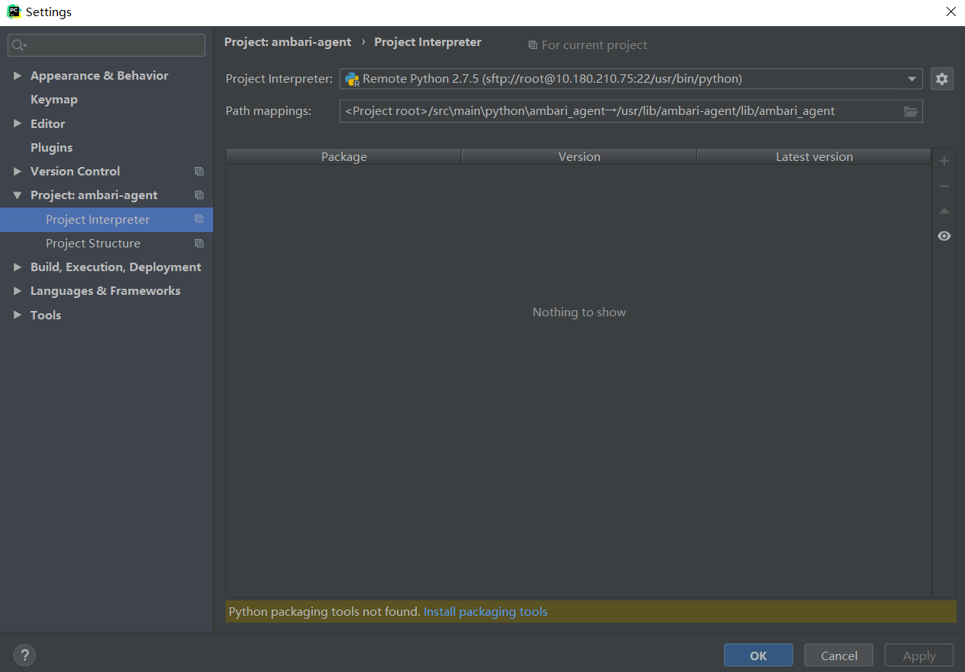 Settings
Project: ambari-agent › Project Interpreter For current project
Appearance & Behavior
Keymap
Editor
Plugins
Version Control
Project: ambari-agent
Project Interpreter
Project Structure
Build, Execution, Deployment
Languages & Frameworks
Tools
Project Interpreter: Remote Python 2.7.5 (sftp://root@10.180.210.75:22/usr/bin/python)
Path mappings: <Project root>/src\main\python\ambari_agent→/usr/lib/ambari-agent/lib/ambari_agent
Package Version Latest version
Nothing to show
Python packaging tools not found. Install packaging tools
? OK Cancel Apply